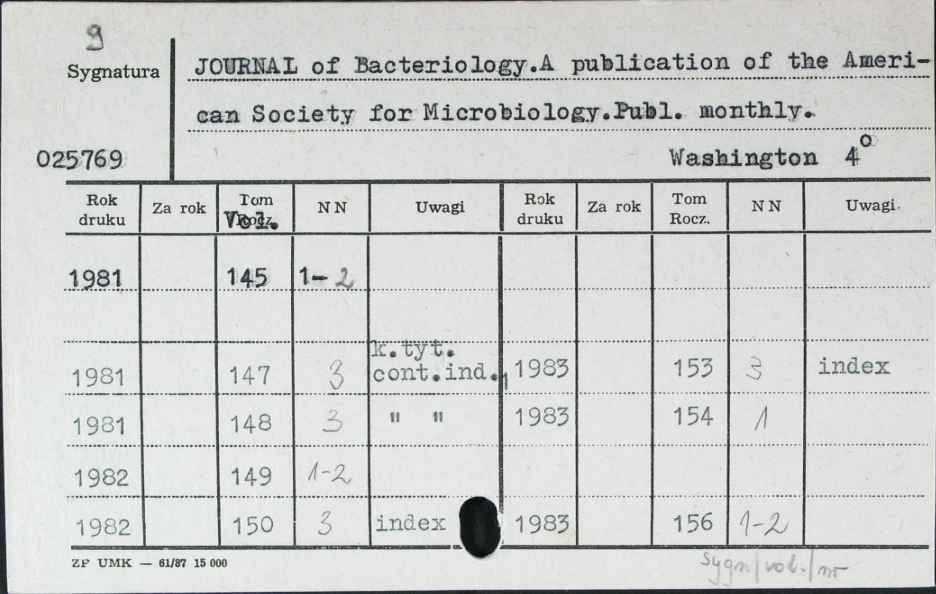 9
Sygnatura
JOURNAL of Bacteriology.A publication of the Ameri-
can Society for Microbiology.Publ. monthly.
025769
Washington 4°
Rok druku Za rok Tom Vol. NN Uwagi Rok druku Za rok Tom Rocz. NN Uwagi.
1981 145 1-2
1981 147 3 k.tyt. cont.ind. 1983 153 3 index
1981 148 3 " " 1983 154 1
1982 149 1-2
1982 150 3 index 1983 156 1-2
ZP UMK — 61/87 15 000
sygn/vol./nr